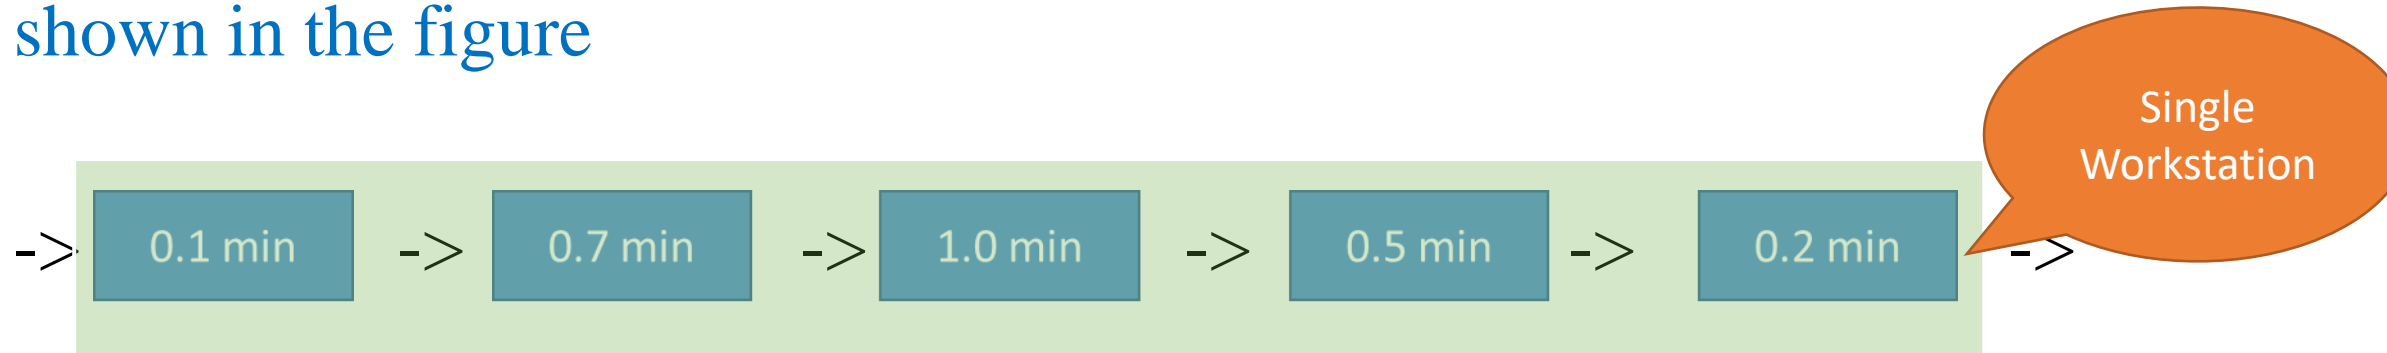 shown in the figure
Single
Workstation
-> 0.1 min -> 0.7 min -> 1.0 min -> 0.5 min -> 0.2 min ->